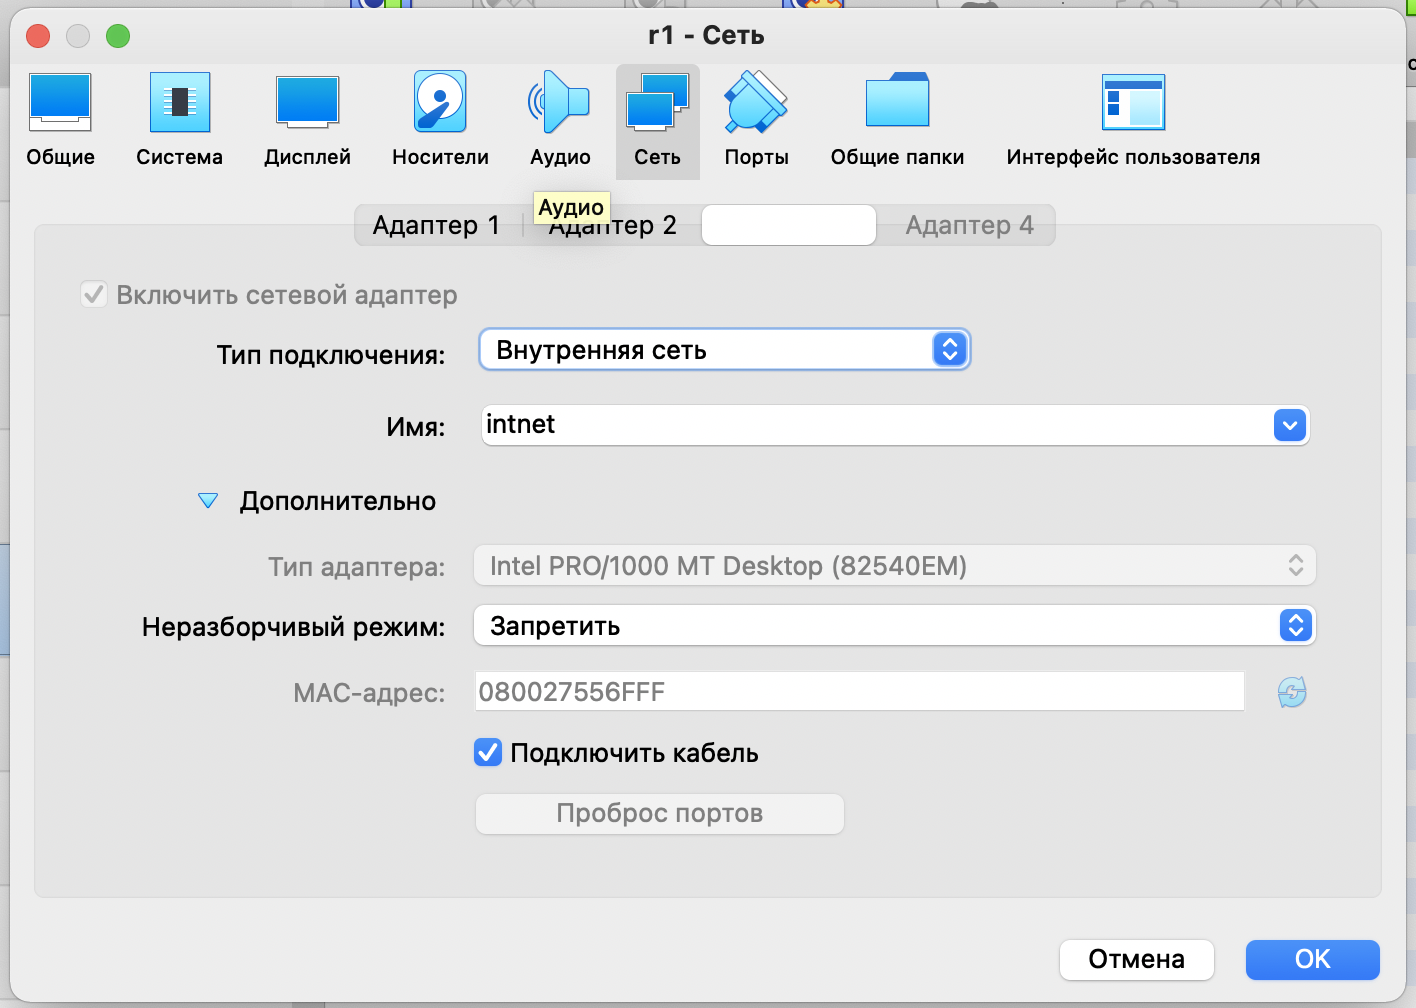 r1 - Сеть
Общие
Система
Дисплей
Носители
Аудио
Сеть
Порты
Общие папки
Интерфейс пользователя
Аудио
Адаптер 1
Адаптер 2
Адаптер 4
Включить сетевой адаптер
Тип подключения: Внутренняя сеть
Имя: intnet
Дополнительно
Тип адаптера: Intel PRO/1000 MT Desktop (82540EM)
Неразборчивый режим: Запретить
MAC-адрес: 080027556FFF
Подключить кабель
Проброс портов
Отмена
OK